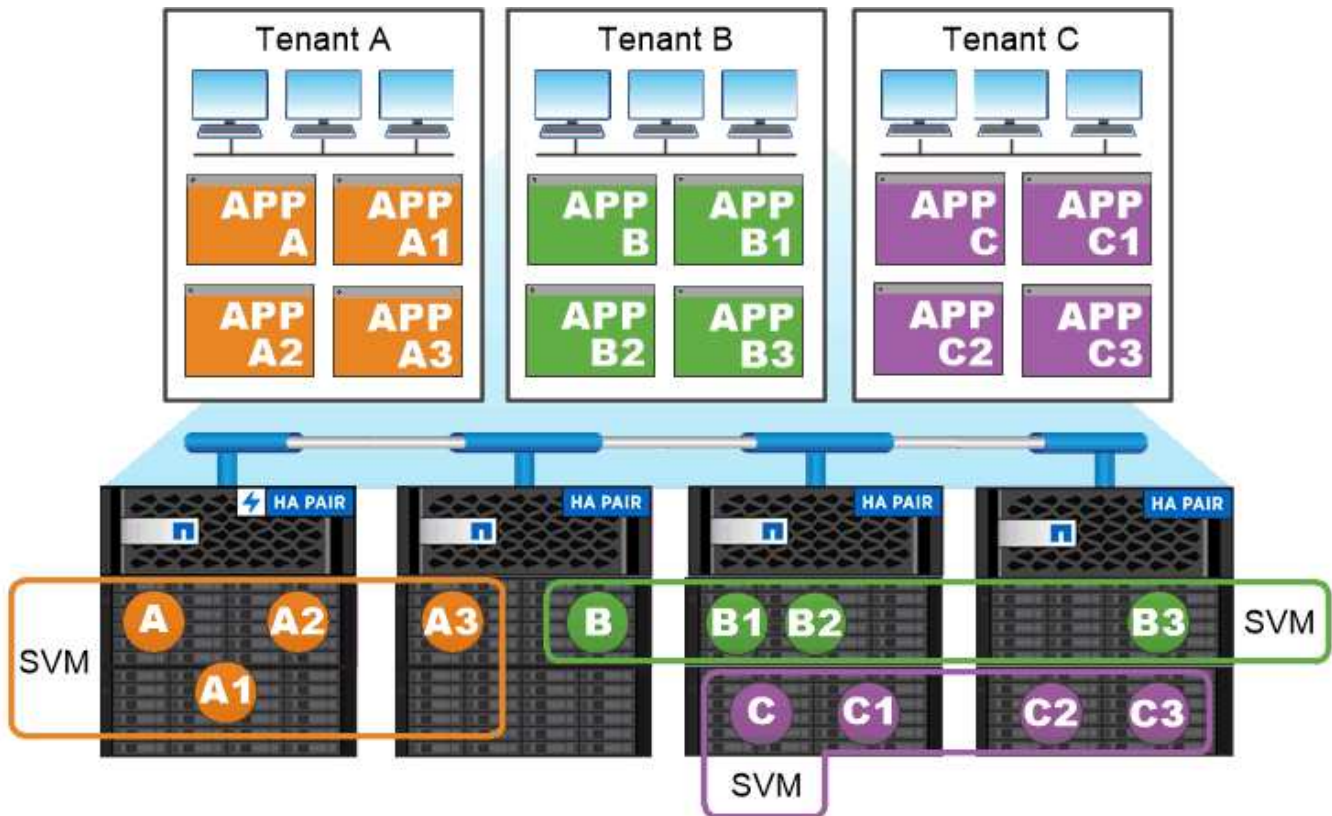 Tenant A
Tenant B
Tenant C
APP
A
APP
A1
APP
B
APP
B1
APP
C
APP
C1
APP
A2
APP
A3
APP
B2
APP
B3
APP
C2
APP
C3
HA PAIR
HA PAIR
HA PAIR
HA PAIR
SVM
A
A2
A1
A3
B
B1
B2
B3
SVM
C
C1
C2
C3
SVM